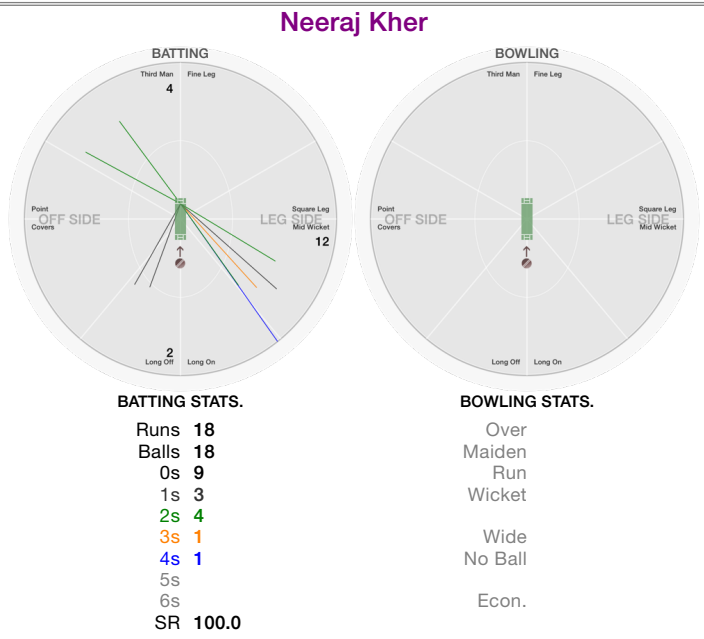 Neeraj Kher
BATTING
Third Man
Fine Leg
4
Point
OFF SIDE
Covers
Square Leg
LEG SIDE
Mid Wicket
12
2
Long Off
Long On
BATTING STATS.
Runs 18
Balls 18
0s 9
1s 3
2s 4
3s 1
4s 1
5s
6s
SR 100.0
BOWLING
Third Man
Fine Leg
Point
OFF SIDE
Covers
Square Leg
LEG SIDE
Mid Wicket
Long Off
Long On
BOWLING STATS.
Over
Maiden
Run
Wicket
Wide
No Ball
Econ.